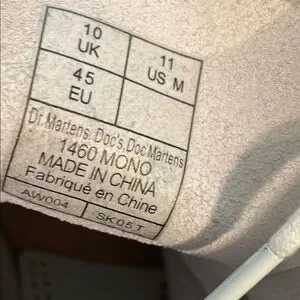 10 11
UK US M
45
EU
Dr.Martens, Doc's, Doc Martens
1460 MONO
MADE IN CHINA
Fabriqué en Chine
AW004 SK05T